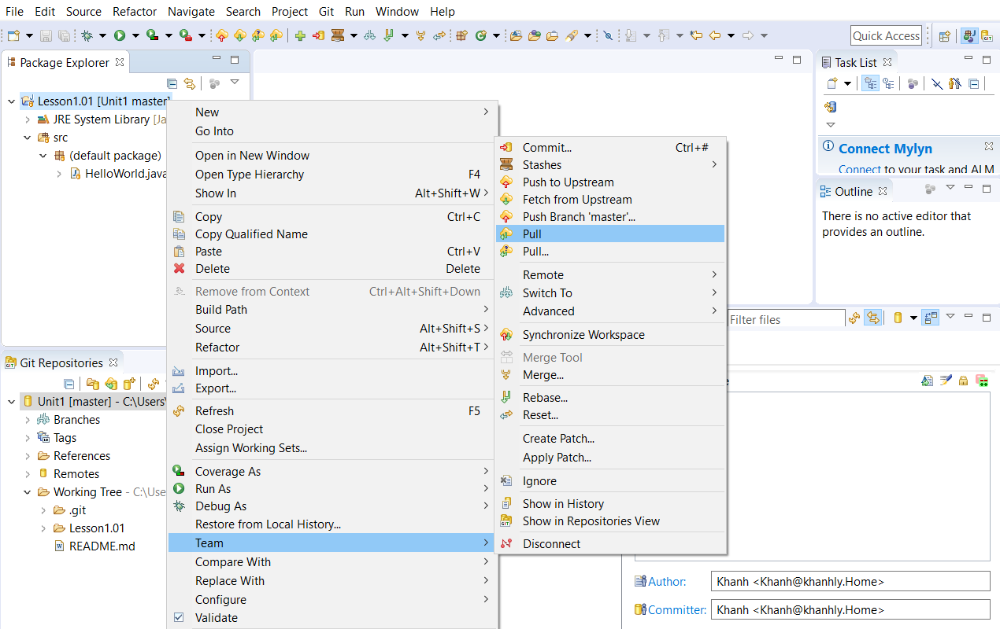 File Edit Source Refactor Navigate Search Project Git Run Window Help
Quick Access
Package Explorer
Lesson1.01 [Unit1 master]
JRE System Library [Ja
src
(default package)
HelloWorld.java
Git Repositories
Unit1 [master] - C:\Users\
Branches
Tags
References
Remotes
Working Tree - C:\Use
.git
Lesson1.01
README.md
New
Go Into
Open in New Window
Open Type Hierarchy F4
Show In Alt+Shift+W
Copy Ctrl+C
Copy Qualified Name
Paste Ctrl+V
Delete Delete
Remove from Context Ctrl+Alt+Shift+Down
Build Path
Source Alt+Shift+S
Refactor Alt+Shift+T
Import...
Export...
Refresh F5
Close Project
Assign Working Sets...
Coverage As
Run As
Debug As
Restore from Local History...
Team
Compare With
Replace With
Configure
Validate
Commit... Ctrl+#
Stashes
Push to Upstream
Fetch from Upstream
Push Branch 'master'...
Pull
Pull...
Remote
Switch To
Advanced
Synchronize Workspace
Merge Tool
Merge...
Rebase...
Reset...
Create Patch...
Apply Patch...
Ignore
Show in History
Show in Repositories View
Disconnect
Task List
Connect Mylyn
Connect to your task and ALM
Outline
There is no active editor that
provides an outline.
Filter files
Author: Khanh <Khanh@khanhly.Home>
Committer: Khanh <Khanh@khanhly.Home>